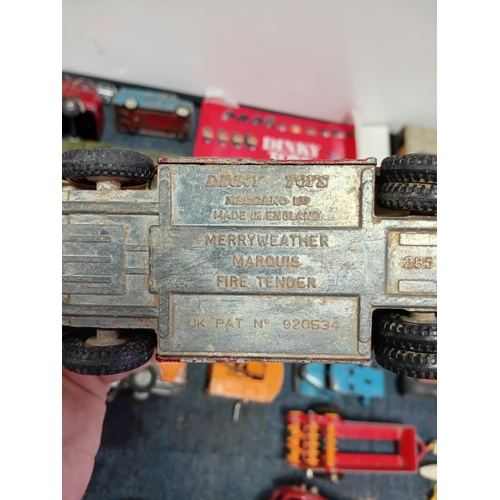 DINKY
DINKY TOYS
MECCANO LTD
MADE IN ENGLAND
MERRYWEATHER
MARQUIS
FIRE TENDER
285
UK PAT Nº 920534